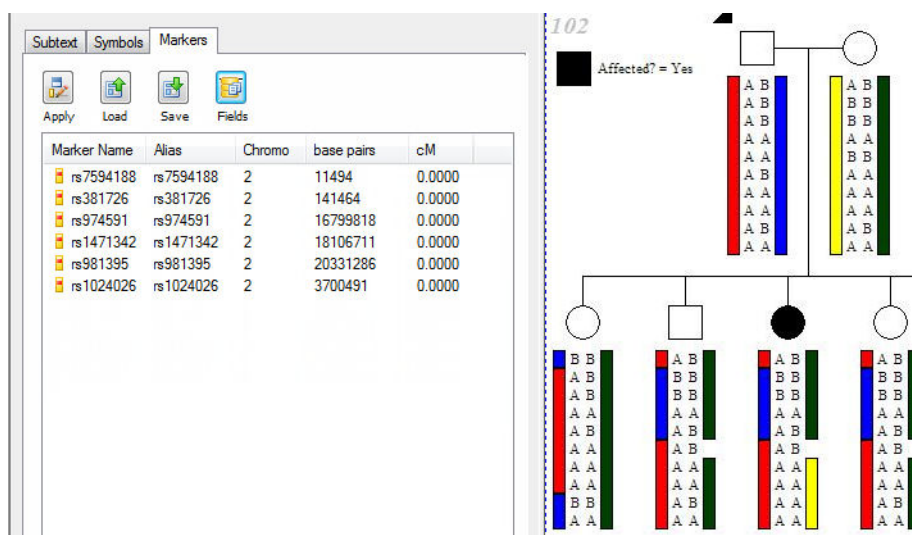 Subtext Symbols Markers
Apply Load Save Fields
Marker Name Alias Chromo base pairs cM
rs7594188 rs7594188 2 11494 0.0000
rs381726 rs381726 2 141464 0.0000
rs974591 rs974591 2 16799818 0.0000
rs1471342 rs1471342 2 18106711 0.0000
rs981395 rs981395 2 20331286 0.0000
rs1024026 rs1024026 2 3700491 0.0000
102
Affected? = Yes
A B A B
A B B B
A B B B
A A A A
A A B B
A B A A
A A A A
A A A A
A B A B
A A A A
B B A B A B A B
A B B B B B B B
A B B B B B B B
A A A A A A A A
A B A B A B A B
A A A B A B A B
A A A A A A A A
A A A A A A A A
B B A B A A A B
A A A A A A A A